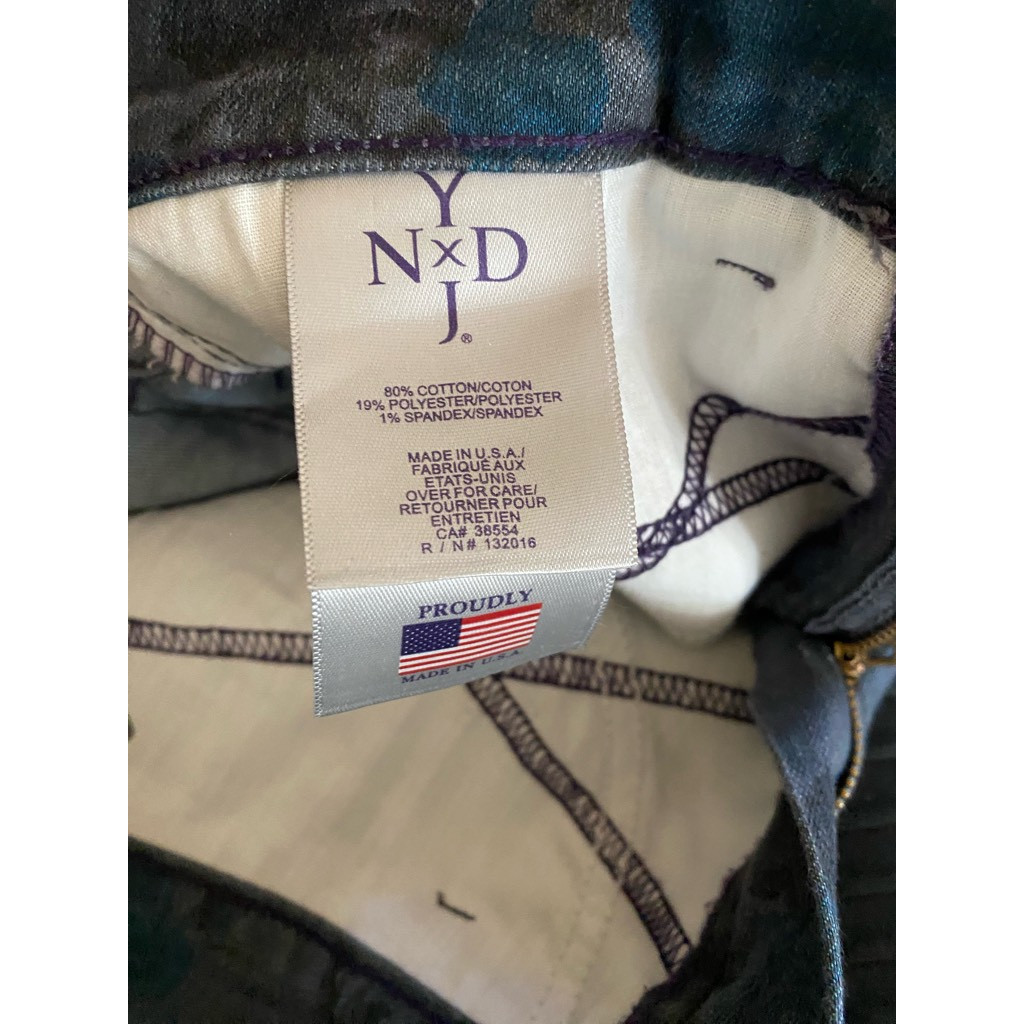 Y
N x D
J®
80% COTTON/COTON
19% POLYESTER/POLYESTER
1% SPANDEX/SPANDEX
MADE IN U.S.A./
FABRIQUÉ AUX
ETATS-UNIS
OVER FOR CARE/
RETOURNER POUR
ENTRETIEN
CA# 38554
R / N # 132016
PROUDLY
MADE IN U.S.A.